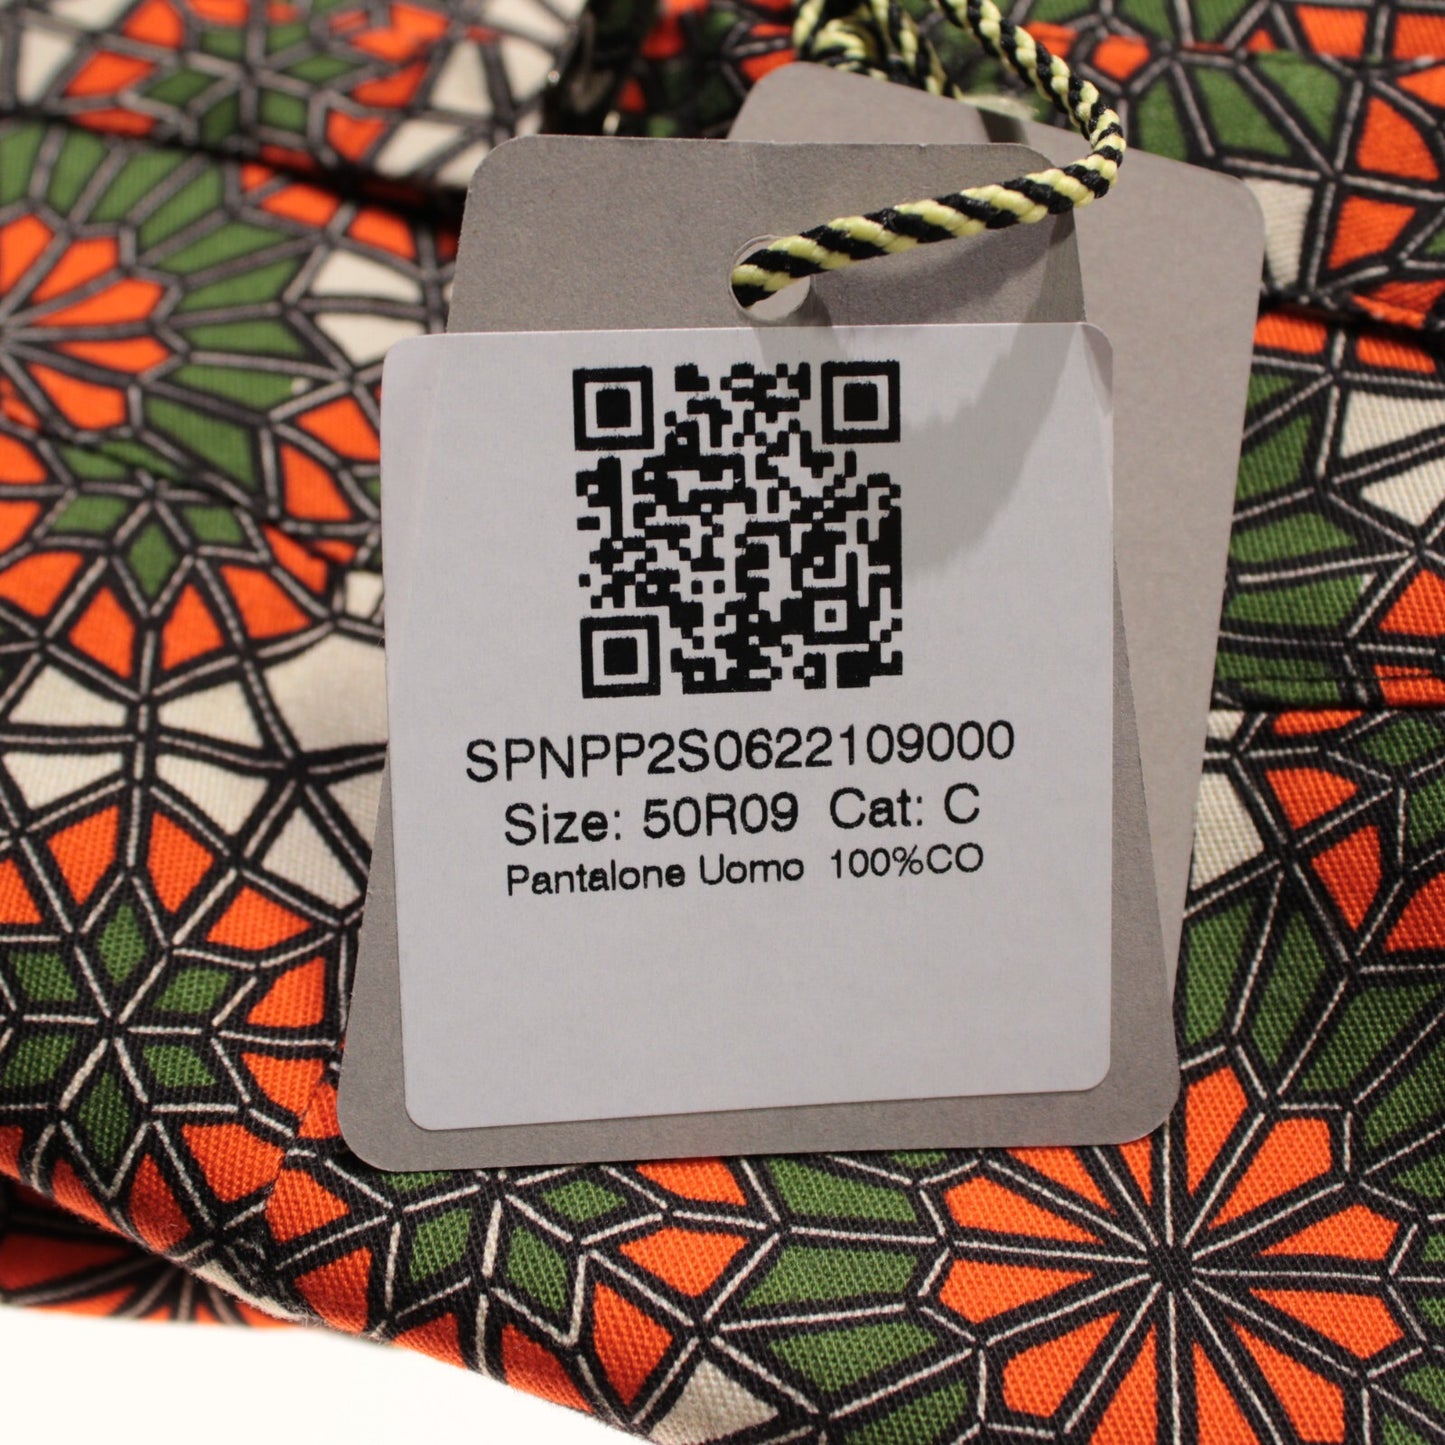 SPNPP2S0622109000
Size: 50R09 Cat: C
Pantalone Uomo 100%CO